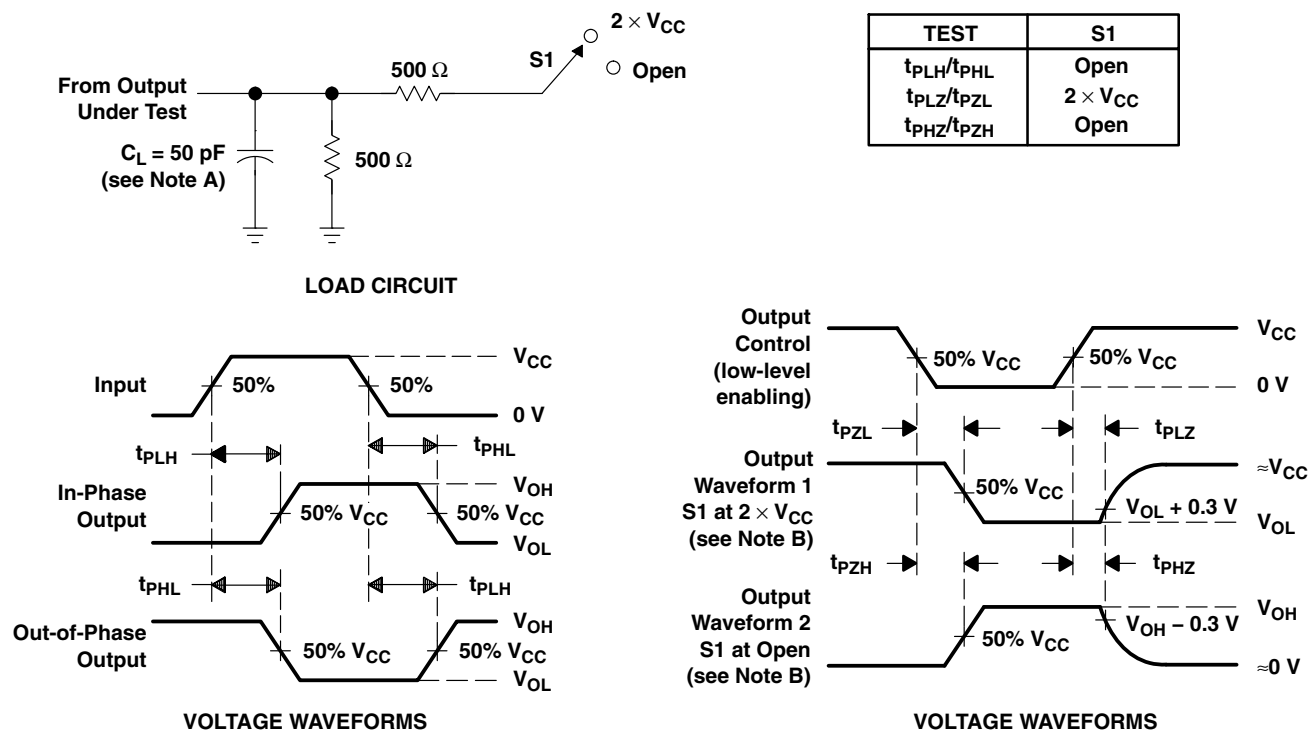 2 × VCC
S1
Open
500 Ω
From Output
Under Test
CL = 50 pF
(see Note A)
500 Ω
LOAD CIRCUIT
TEST S1
tPLH/tPHL Open
tPLZ/tPZL 2 × VCC
tPHZ/tPZH Open
Input
50%
50%
VCC
0 V
tPLH
tPHL
In-Phase
Output
50% VCC
50% VCC
VOH
VOL
tPHL
tPLH
Out-of-Phase
Output
50% VCC
50% VCC
VOH
VOL
VOLTAGE WAVEFORMS
Output
Control
(low-level
enabling)
50% VCC
50% VCC
VCC
0 V
tPZL
tPLZ
Output
Waveform 1
S1 at 2 × VCC
(see Note B)
50% VCC
VOL + 0.3 V
≈VCC
VOL
tPZH
tPHZ
Output
Waveform 2
S1 at Open
(see Note B)
50% VCC
VOH − 0.3 V
VOH
≈0 V
VOLTAGE WAVEFORMS